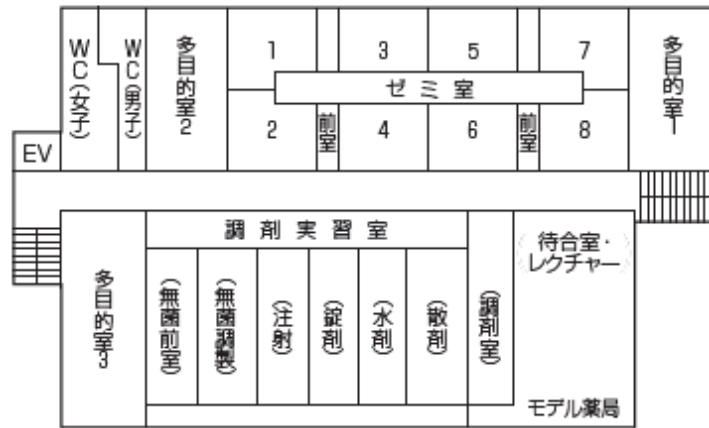 WC(女子)
WC(男子)
多目的室2
1
3
5
7
多目的室1
ゼミ室
2
前室
4
6
前室
8
EV
調剤実習室
多目的室3
(無菌前室)
(無菌調製)
(注射)
(錠剤)
(水剤)
(散剤)
(調剤室)
(待合室・
レクチャー)
モデル薬局